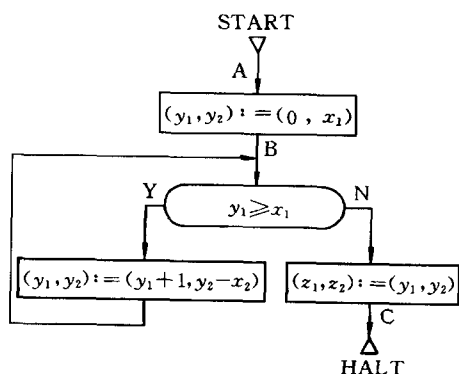 START
A
(y₁,y₂):=(0, x₁)
B
Y
N
y₁≥x₁
(y₁,y₂):=(y₁+1,y₂-x₂)
(z₁,z₂):=(y₁,y₂)
C
HALT